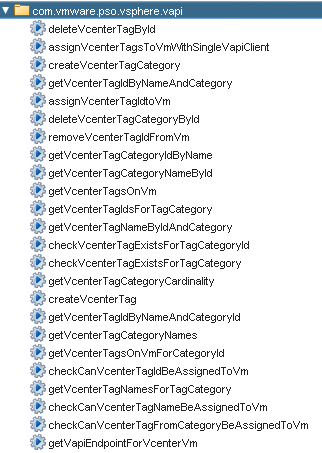 com.vmware.pso.vsphere.vapi
deleteVcenterTagById
assignVcenterTagsToVmWithSingleVapiClient
createVcenterTagCategory
getVcenterTagIdByNameAndCategory
assignVcenterTagIdtoVm
deleteVcenterTagCategoryById
removeVcenterTagIdFromVm
getVcenterTagCategoryIdByName
getVcenterTagCategoryNameById
getVcenterTagsOnVm
getVcenterTagIdsForTagCategory
getVcenterTagNameByIdAndCategory
checkVcenterTagExistsForTagCategoryId
checkVcenterTagExistsForTagCategory
getVcenterTagCategoryCardinality
createVcenterTag
getVcenterTagIdByNameAndCategoryId
getVcenterTagCategoryNames
getVcenterTagsOnVmForCategoryId
checkCanVcenterTagIdBeAssignedToVm
getVcenterTagNamesForTagCategory
checkCanVcenterTagNameBeAssignedToVm
checkCanVcenterTagFromCategoryBeAssignedToVm
getVapiEndpointForVcenterVm